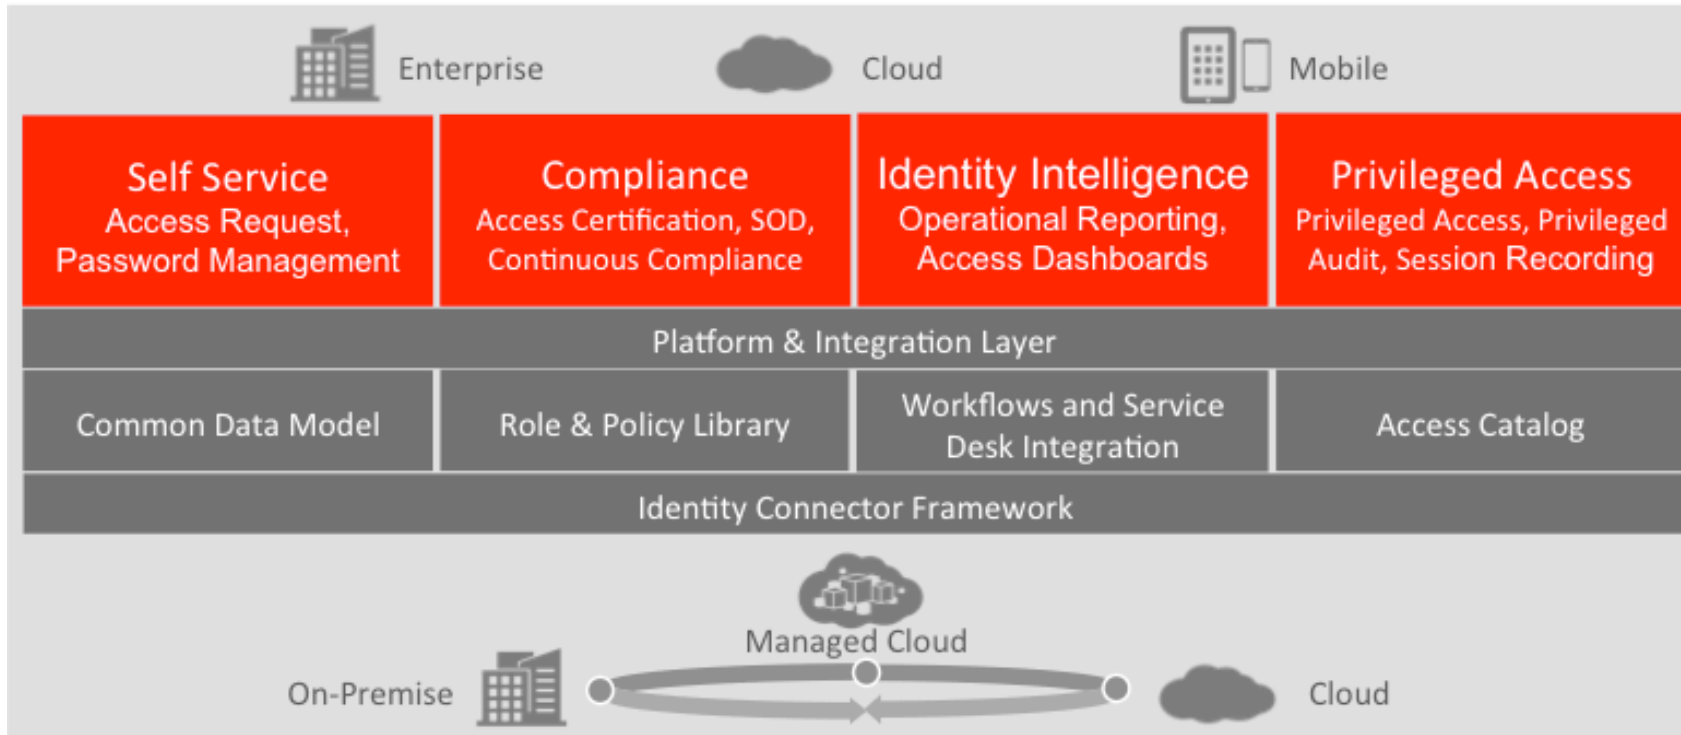 Enterprise
Cloud
Mobile
Self Service
Access Request,
Password Management
Compliance
Access Certification, SOD,
Continuous Compliance
Identity Intelligence
Operational Reporting,
Access Dashboards
Privileged Access
Privileged Access, Privileged
Audit, Session Recording
Platform & Integration Layer
Common Data Model
Role & Policy Library
Workflows and Service
Desk Integration
Access Catalog
Identity Connector Framework
Managed Cloud
On-Premise
Cloud